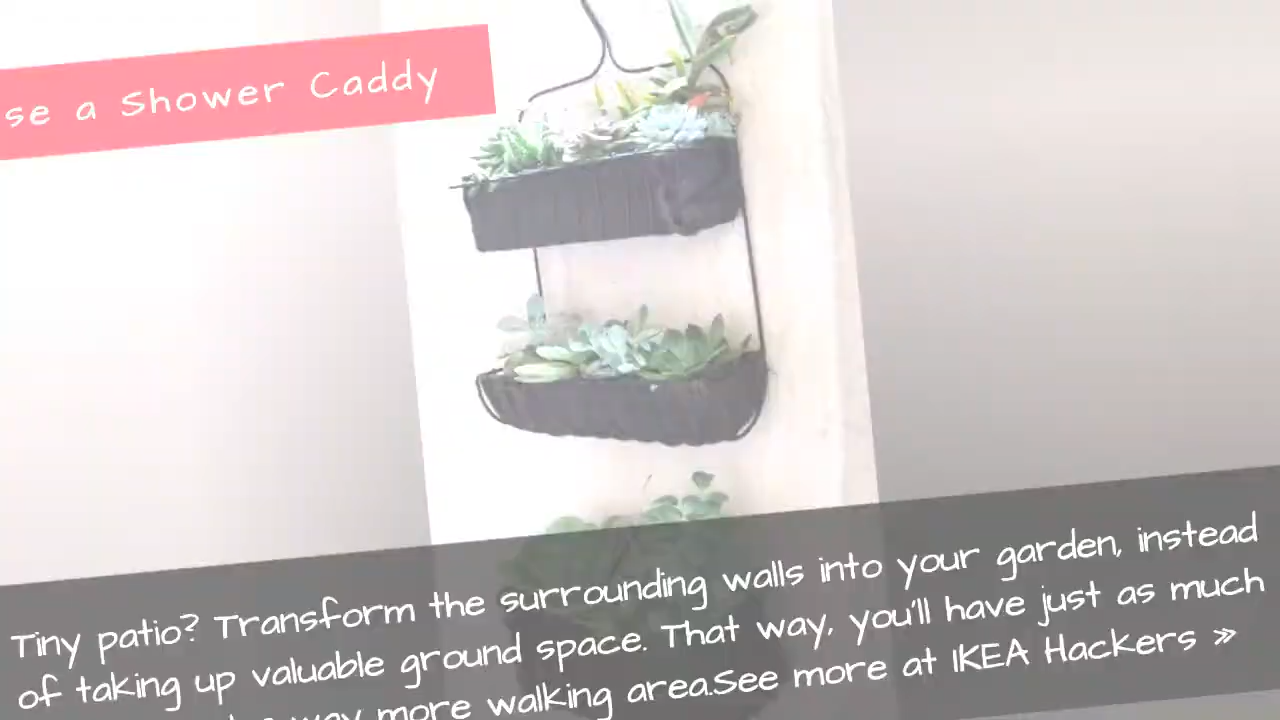 se a Shower Caddy
Tiny patio? Transform the surrounding walls into your garden, instead
of taking up valuable ground space. That way, you'll have just as much
way more walking area.See more at IKEA Hackers »